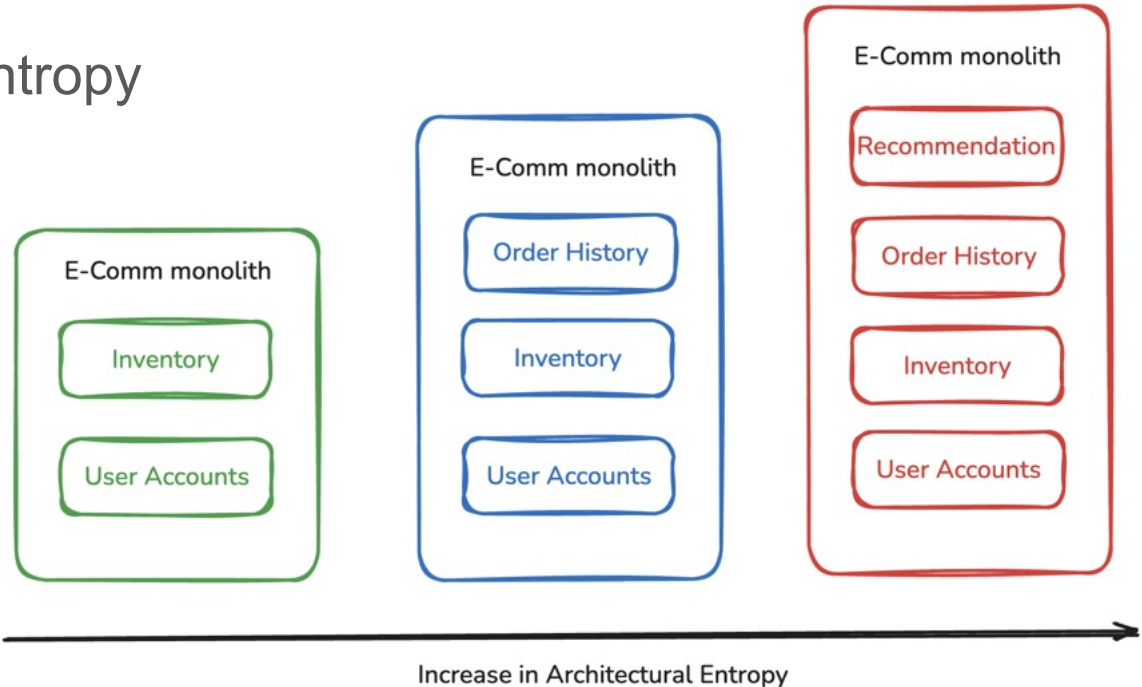 ntropy
E-Comm monolith
Inventory
User Accounts
E-Comm monolith
Order History
Inventory
User Accounts
E-Comm monolith
Recommendation
Order History
Inventory
User Accounts
Increase in Architectural Entropy